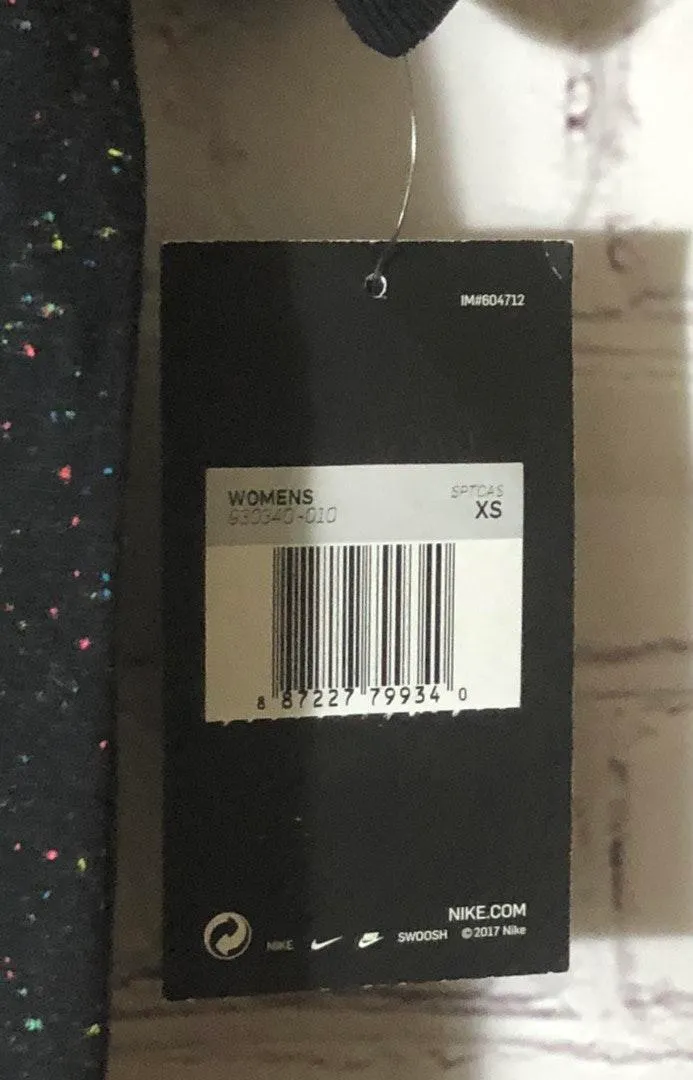 IM#604712
WOMENS
SPTCAS
930340-010
XS
8 87227 79934 0
NIKE.COM
NIKE SWOOSH ©2017 Nike